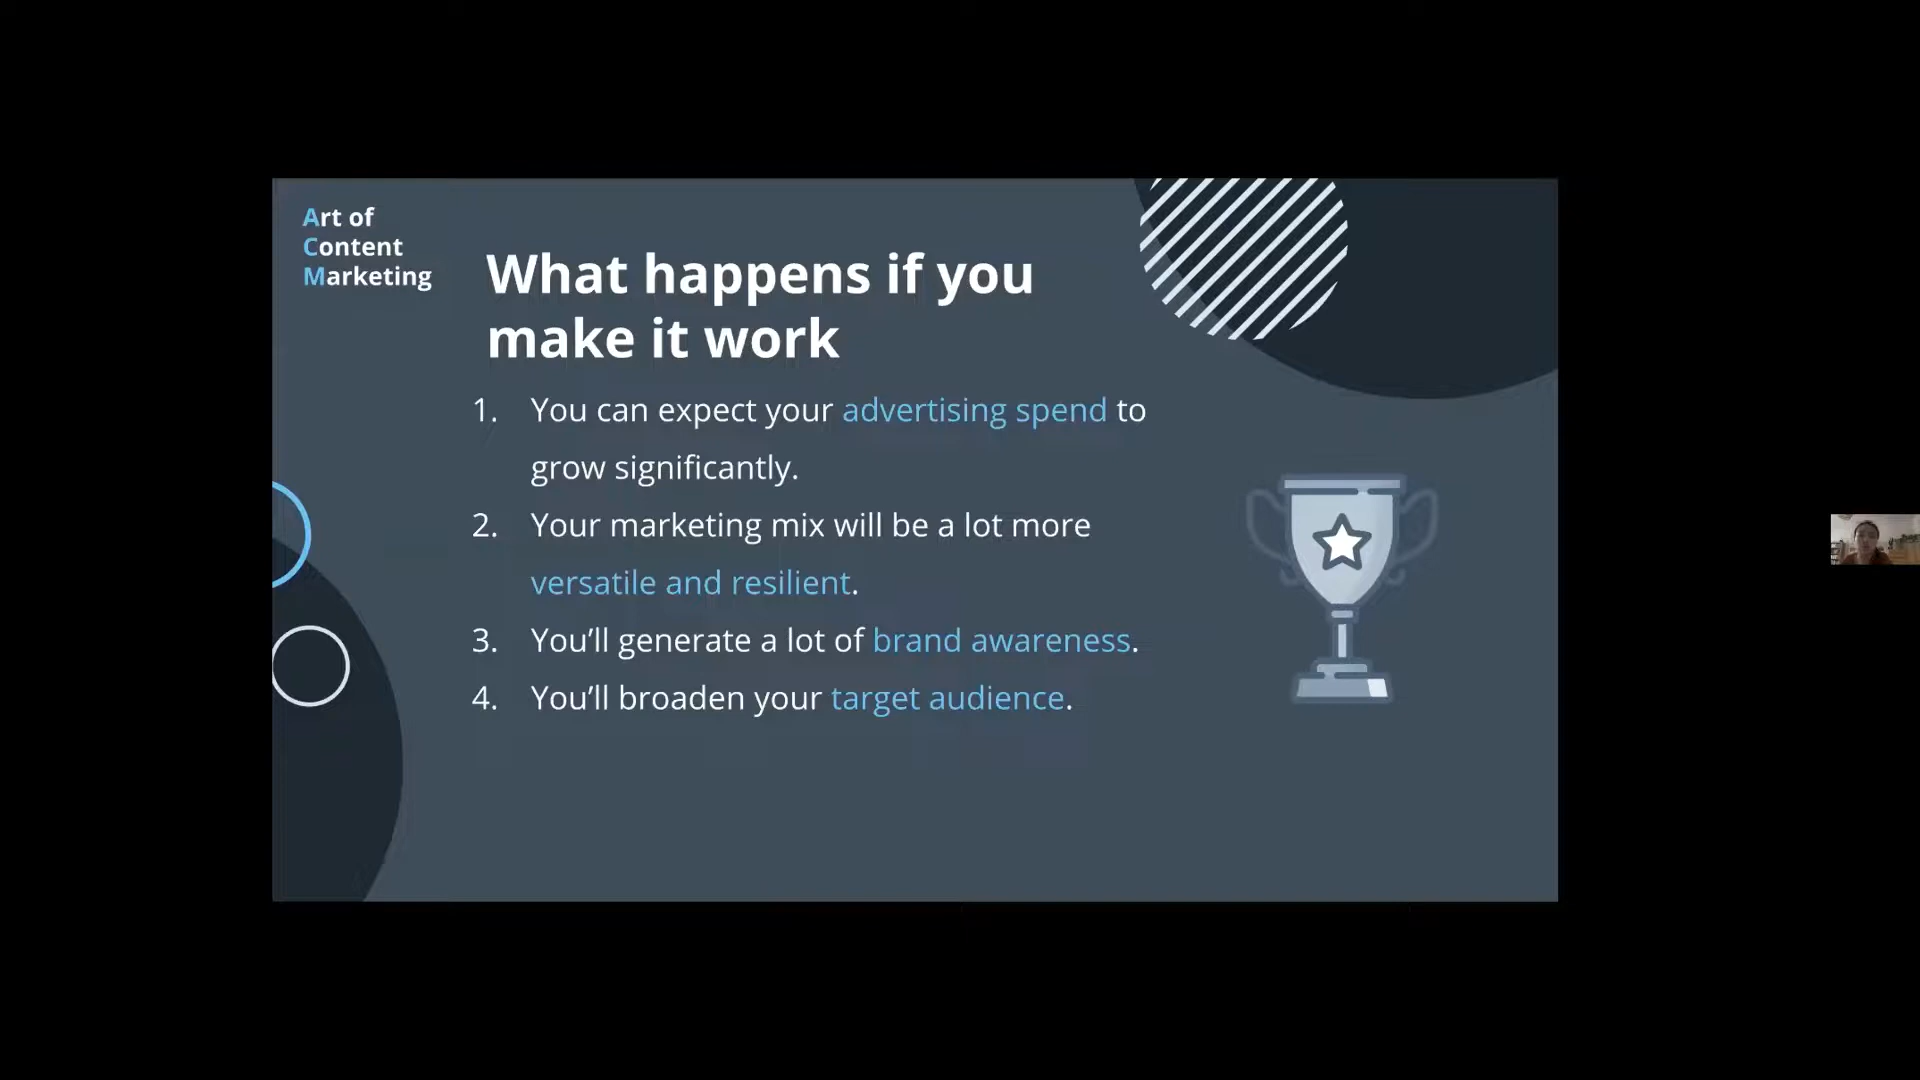 Art of
Content
Marketing
What happens if you
make it work
1. You can expect your advertising spend to
grow significantly.
2. Your marketing mix will be a lot more
versatile and resilient.
3. You’ll generate a lot of brand awareness.
4. You’ll broaden your target audience.